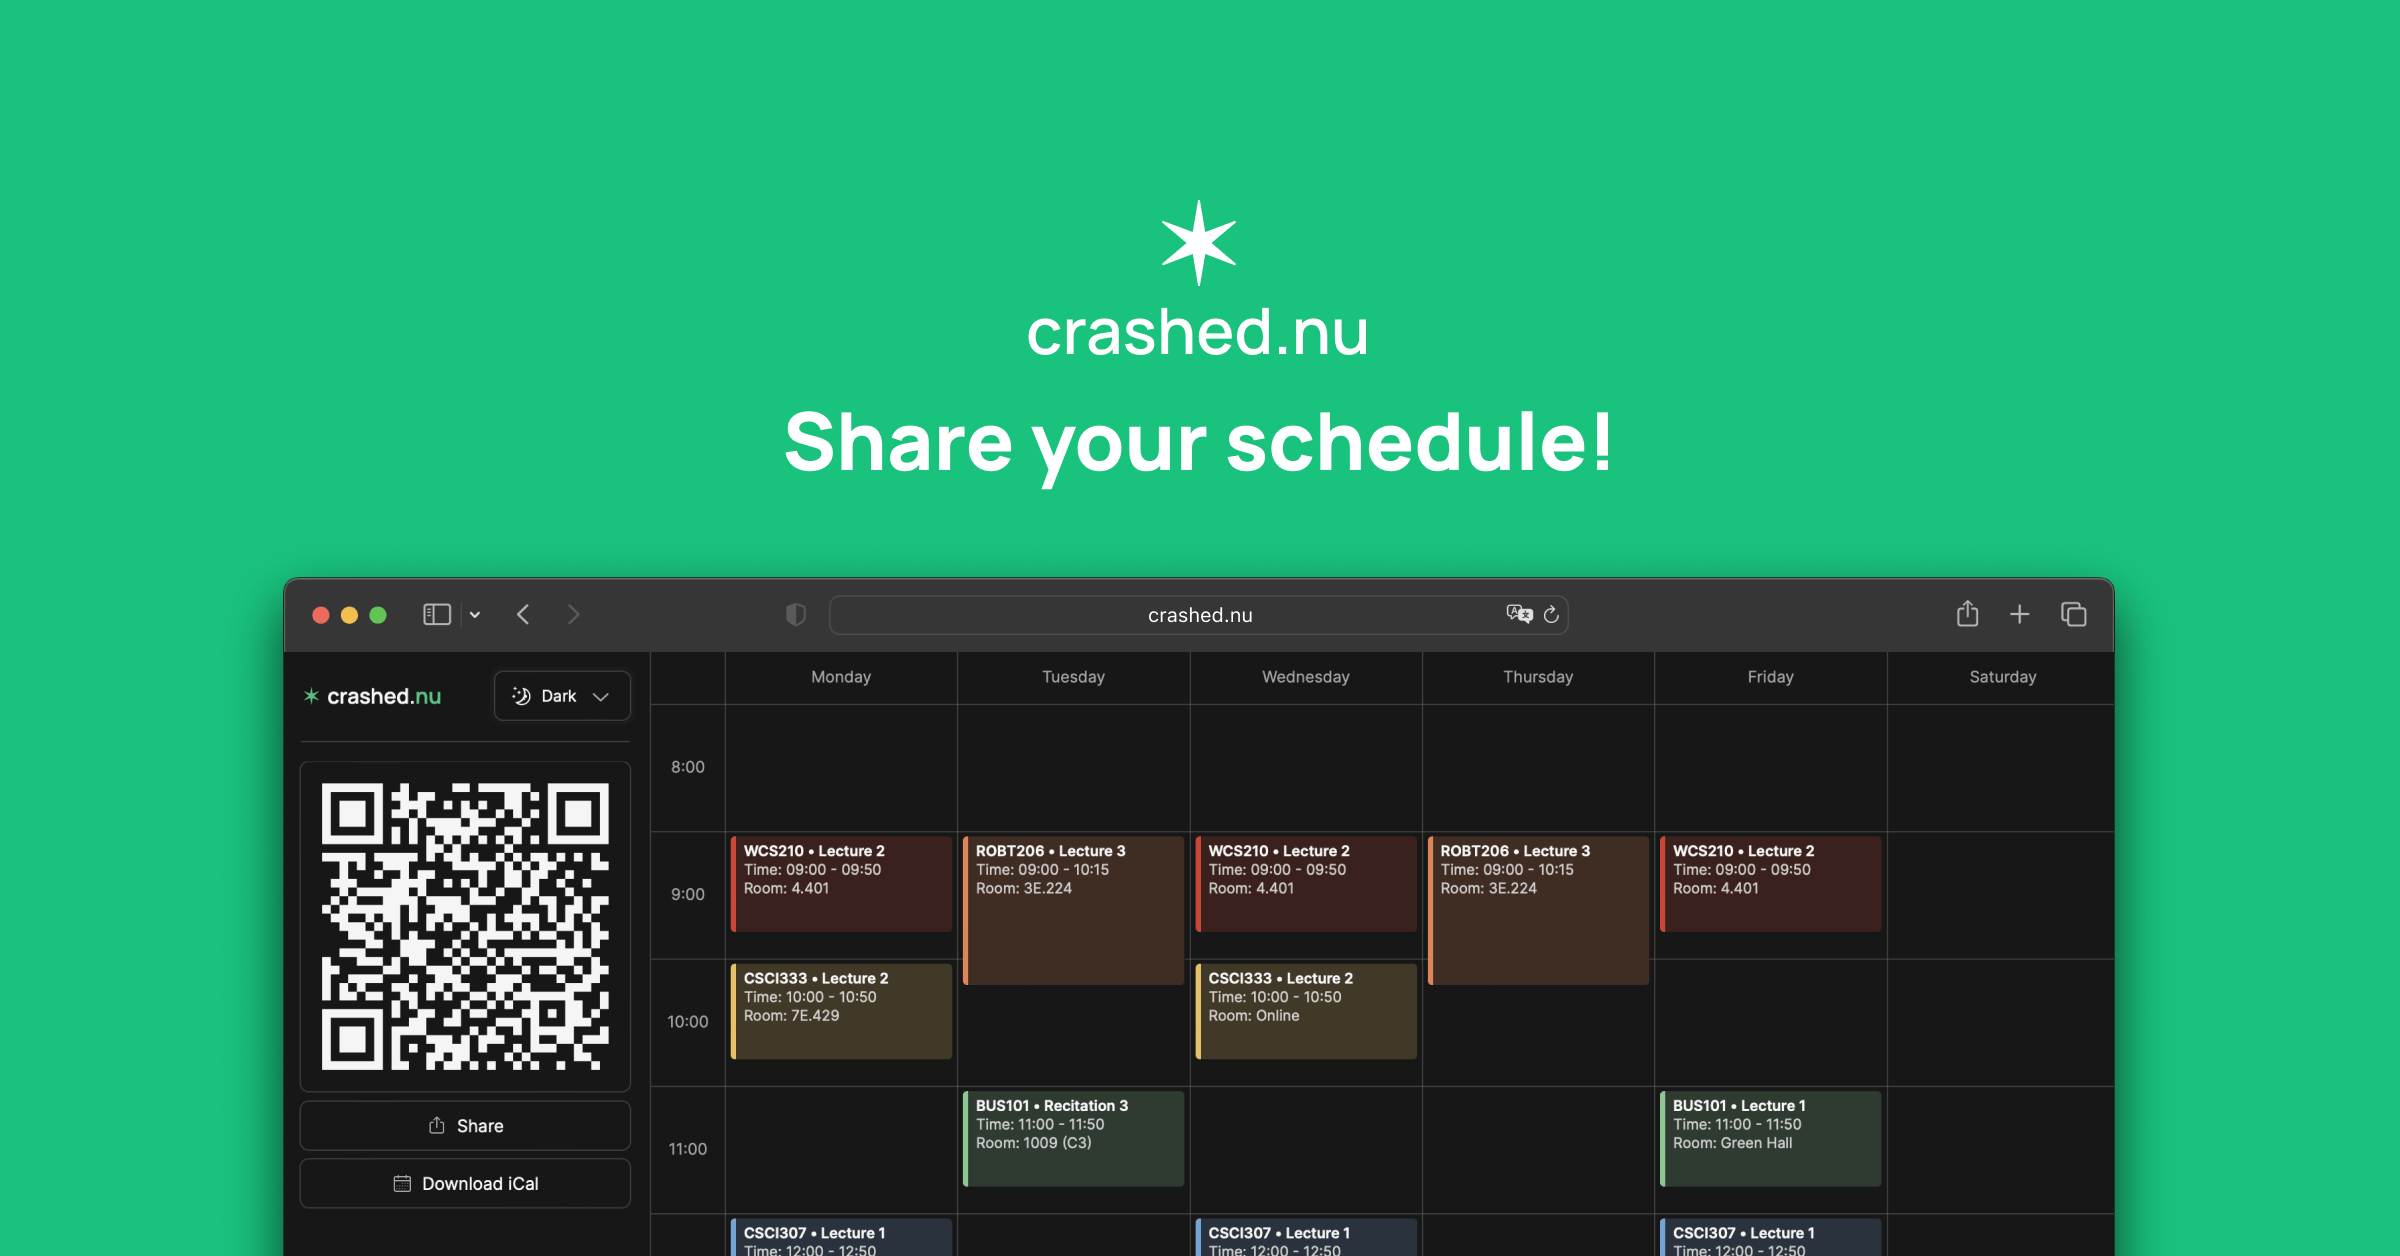 crashed.nu
Share your schedule!
crashed.nu
crashed.nu
Dark
Share
Download iCal
Monday
Tuesday
Wednesday
Thursday
Friday
Saturday
8:00
9:00
WCS210 • Lecture 2
Time: 09:00 - 09:50
Room: 4.401
ROBT206 • Lecture 3
Time: 09:00 - 10:15
Room: 3E.224
WCS210 • Lecture 2
Time: 09:00 - 09:50
Room: 4.401
ROBT206 • Lecture 3
Time: 09:00 - 10:15
Room: 3E.224
WCS210 • Lecture 2
Time: 09:00 - 09:50
Room: 4.401
10:00
CSCI333 • Lecture 2
Time: 10:00 - 10:50
Room: 7E.429
CSCI333 • Lecture 2
Time: 10:00 - 10:50
Room: Online
11:00
BUS101 • Recitation 3
Time: 11:00 - 11:50
Room: 1009 (C3)
BUS101 • Lecture 1
Time: 11:00 - 11:50
Room: Green Hall
CSCI307 • Lecture 1
Time: 12:00 - 12:50
CSCI307 • Lecture 1
Time: 12:00 - 12:50
CSCI307 • Lecture 1
Time: 12:00 - 12:50